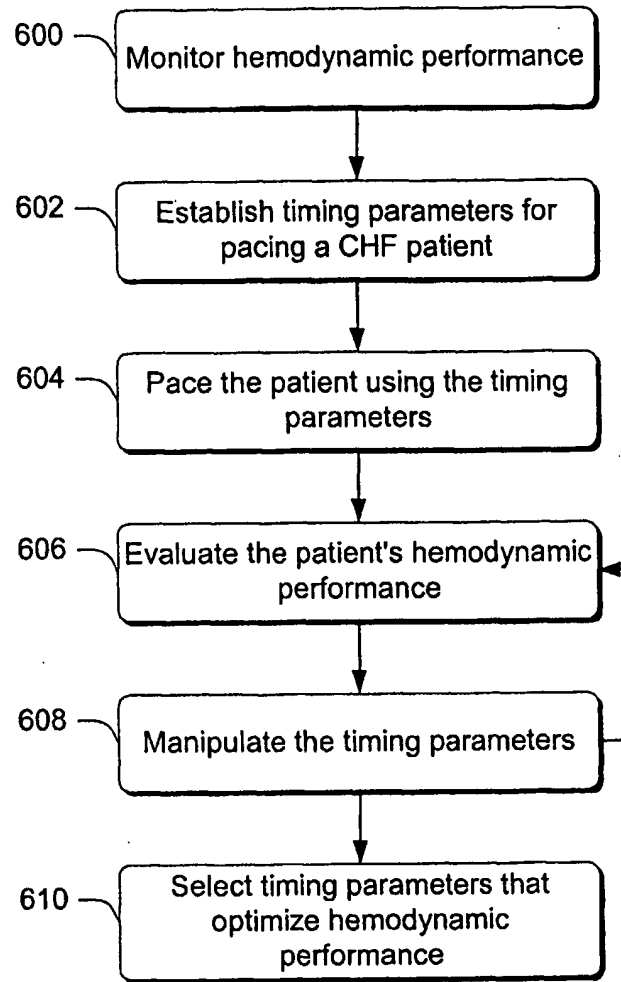 600
Monitor hemodynamic performance
602
Establish timing parameters for
pacing a CHF patient
604
Pace the patient using the timing
parameters
606
Evaluate the patient's hemodynamic
performance
608
Manipulate the timing parameters
610
Select timing parameters that
optimize hemodynamic
performance